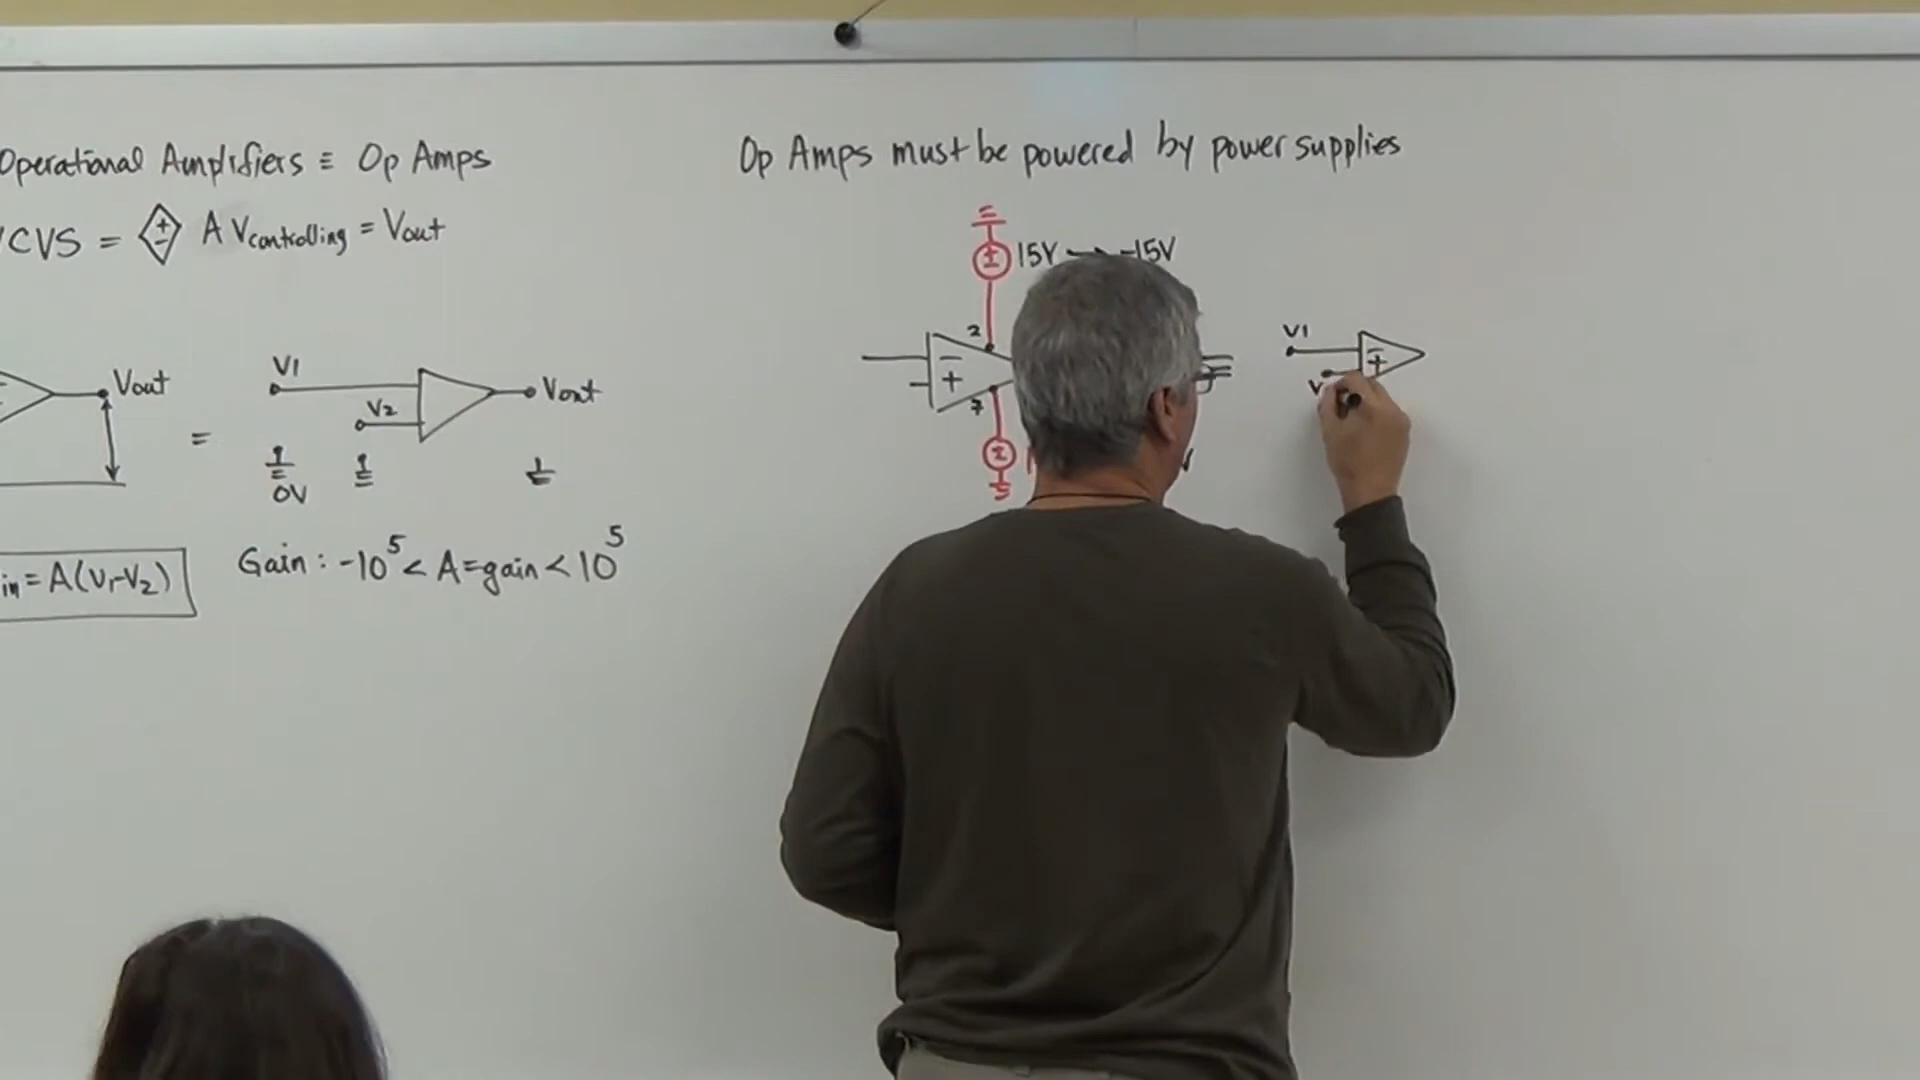 Operational Amplifiers ≡ Op Amps
CVS = + - A Vcontrolling = Vout
Vout
=
V1
V2
Vout
0V
in = A(V1-V2)
Gain: -10^5 < A=gain < 10^5
Op Amps must be powered by power supplies
15V → -15V
2
- +
7
=
V1
- +
V